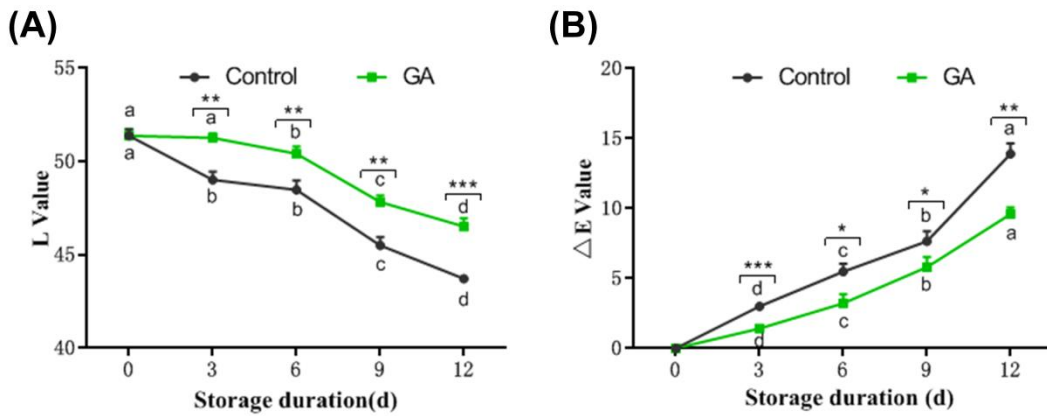 (A)
Control GA
55
50
45
40
L Value
a ** a ** b ** c *** d
a b b c d
0 3 6 9 12
Storage duration(d)
(B)
Control GA
20
15
10
5
0
△E Value
*** d * c * b ** a
d c b a
0 3 6 9 12
Storage duration (d)